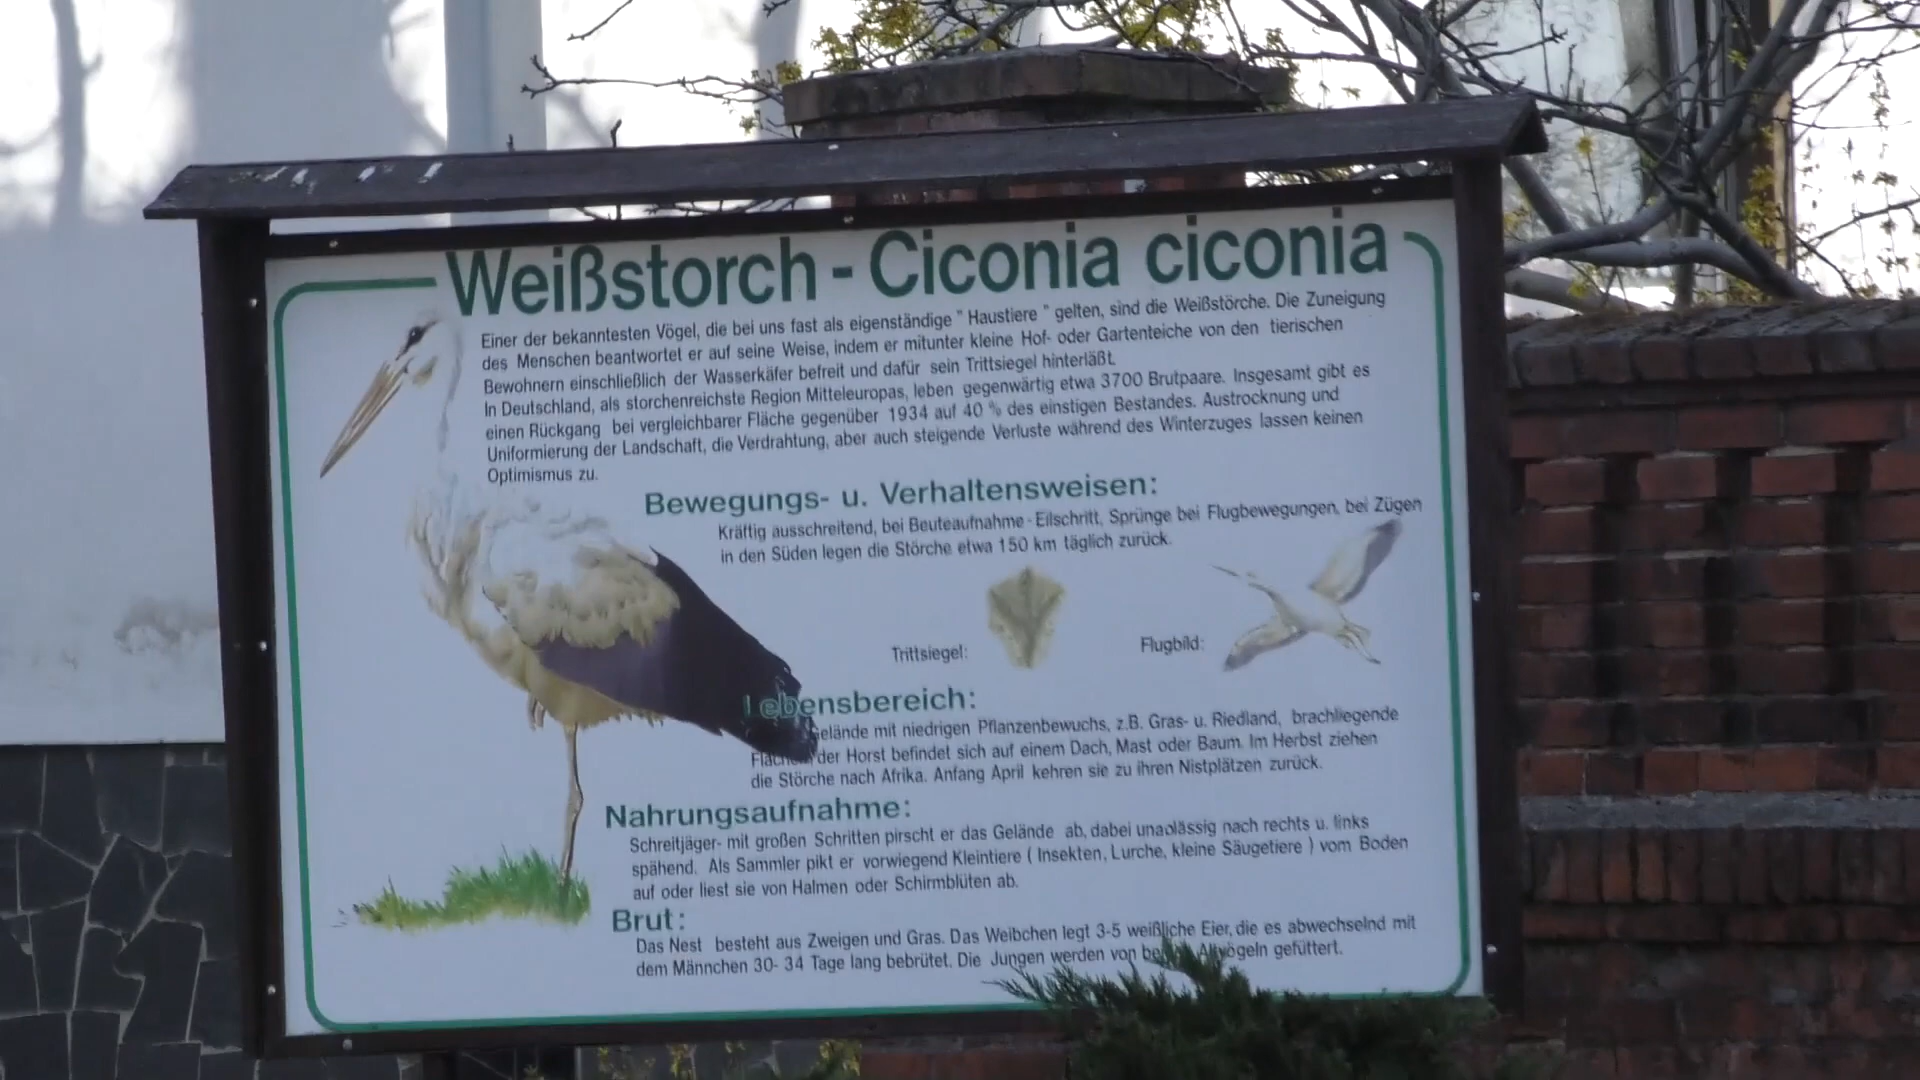 Weißstorch - Ciconia ciconia
Einer der bekanntesten Vögel, die bei uns fast als eigenständige " Haustiere " gelten, sind die Weißstörche. Die Zuneigung
des Menschen beantwortet er auf seine Weise, indem er mitunter kleine Hof- oder Gartenteiche von den tierischen
Bewohnern einschließlich der Wasserkäfer befreit und dafür sein Trittsiegel hinterläßt.
In Deutschland, als storchenreichste Region Mitteleuropas, leben gegenwärtig etwa 3700 Brutpaare. Insgesamt gibt es
einen Rückgang bei vergleichbarer Fläche gegenüber 1934 auf 40 % des einstigen Bestandes. Austrocknung und
Uniformierung der Landschaft, die Verdrahtung, aber auch steigende Verluste während des Winterzuges lassen keinen
Optimismus zu.
Bewegungs- u. Verhaltensweisen:
Kräftig ausschreitend, bei Beuteaufnahme - Eilschritt, Sprünge bei Flugbewegungen, bei Zügen
in den Süden legen die Störche etwa 150 km täglich zurück.
Trittsiegel:
Flugbild:
Lebensbereich:
gelände mit niedrigen Pflanzenbewuchs, z.B. Gras- u. Riedland, brachliegende
Flächen, der Horst befindet sich auf einem Dach, Mast oder Baum. Im Herbst ziehen
die Störche nach Afrika. Anfang April kehren sie zu ihren Nistplätzen zurück.
Nahrungsaufnahme:
Schreitjäger- mit großen Schritten pirscht er das Gelände ab, dabei unablässig nach rechts u. links
spähend. Als Sammler pikt er vorwiegend Kleintiere ( Insekten, Lurche, kleine Säugetiere ) vom Boden
auf oder liest sie von Halmen oder Schirmblüten ab.
Brut:
Das Nest besteht aus Zweigen und Gras. Das Weibchen legt 3-5 weißliche Eier, die es abwechselnd mit
dem Männchen 30- 34 Tage lang bebrütet. Die Jungen werden von beiden Altvögeln gefüttert.